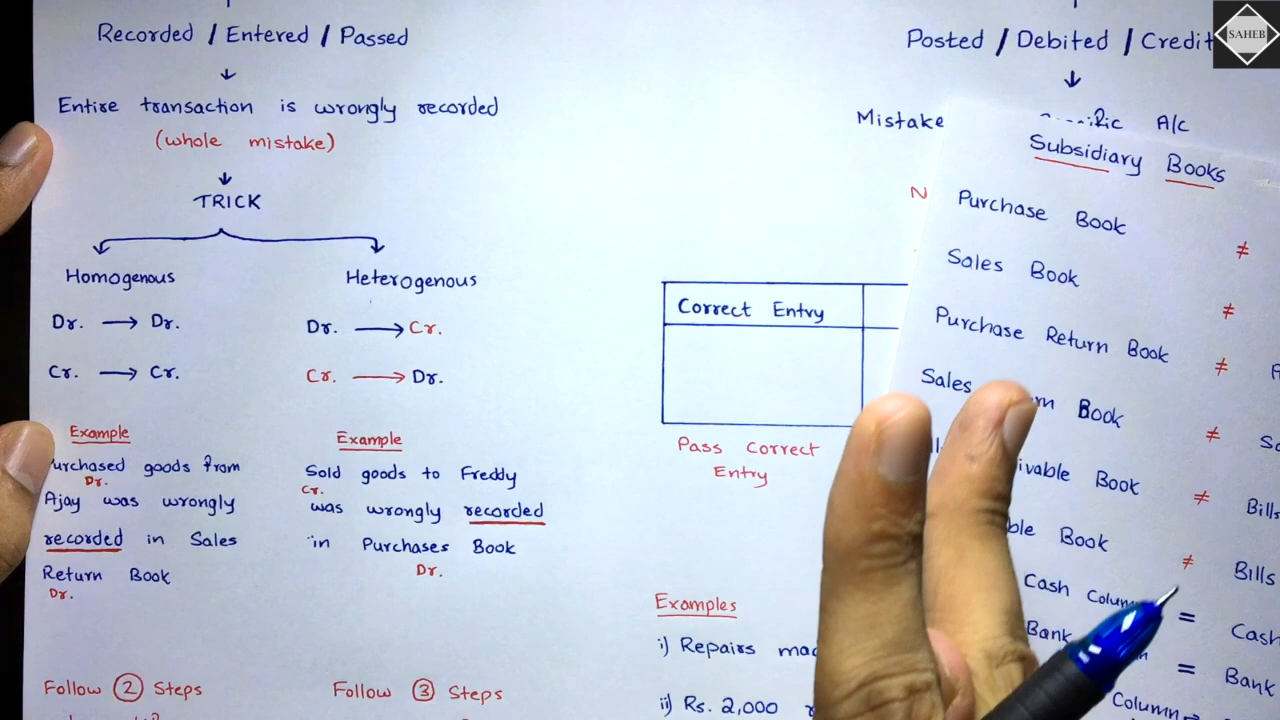 Recorded / Entered / Passed
Entire transaction is wrongly recorded
(whole mistake)
TRICK
Homogenous
Dr. → Dr.
Cr. → Cr.
Example
Purchased goods from
Dr.
Ajay was wrongly
recorded in Sales
Return Book
Dr.
Follow 2 Steps
Heterogenous
Dr. → Cr.
Cr. → Dr.
Example
Sold goods to Freddy
Cr.
was wrongly recorded
in Purchases Book
Dr.
Follow 3 Steps
Posted / Debited / Credit
Mistake A/C
N
Correct Entry
Pass Correct
Entry
Examples
i) Repairs
ii) Rs. 2,000
Subsidiary Books
Purchase Book ≠
Sales Book ≠
Purchase Return Book ≠
Sales Book ≠
Book ≠ Bills
Book ≠ Bills
Cash Column = Cash
Bank = Bank
Column →
SAHEB